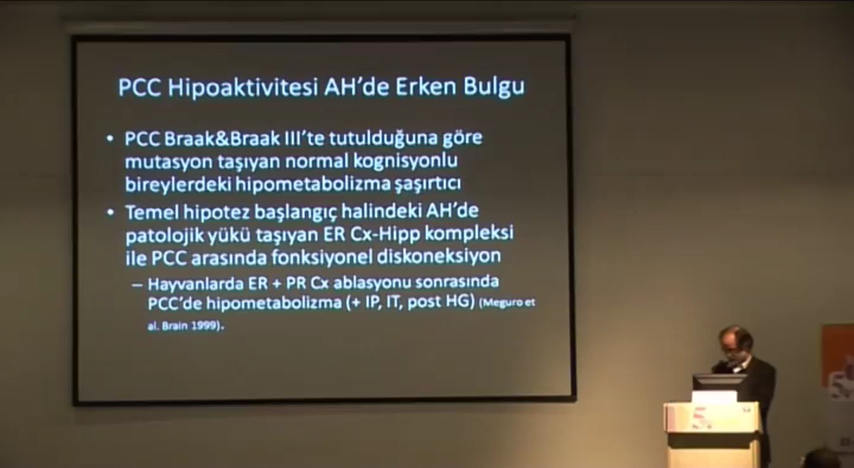 PCC Hipoaktivitesi AH'de Erken Bulgu
• PCC Braak&Braak III'te tutulduğuna göre
mutasyon taşıyan normal kognisyonlu
bireylerdeki hipometabolizma şaşırtıcı
• Temel hipotez başlangıç halindeki AH'de
patolojik yükü taşıyan ER Cx-Hipp kompleksi
ile PCC arasında fonksiyonel diskoneksiyon
– Hayvanlarda ER + PR Cx ablasyonu sonrasında
PCC'de hipometabolizma (+ IP, IT, post HG) (Meguro et
al. Brain 1999).